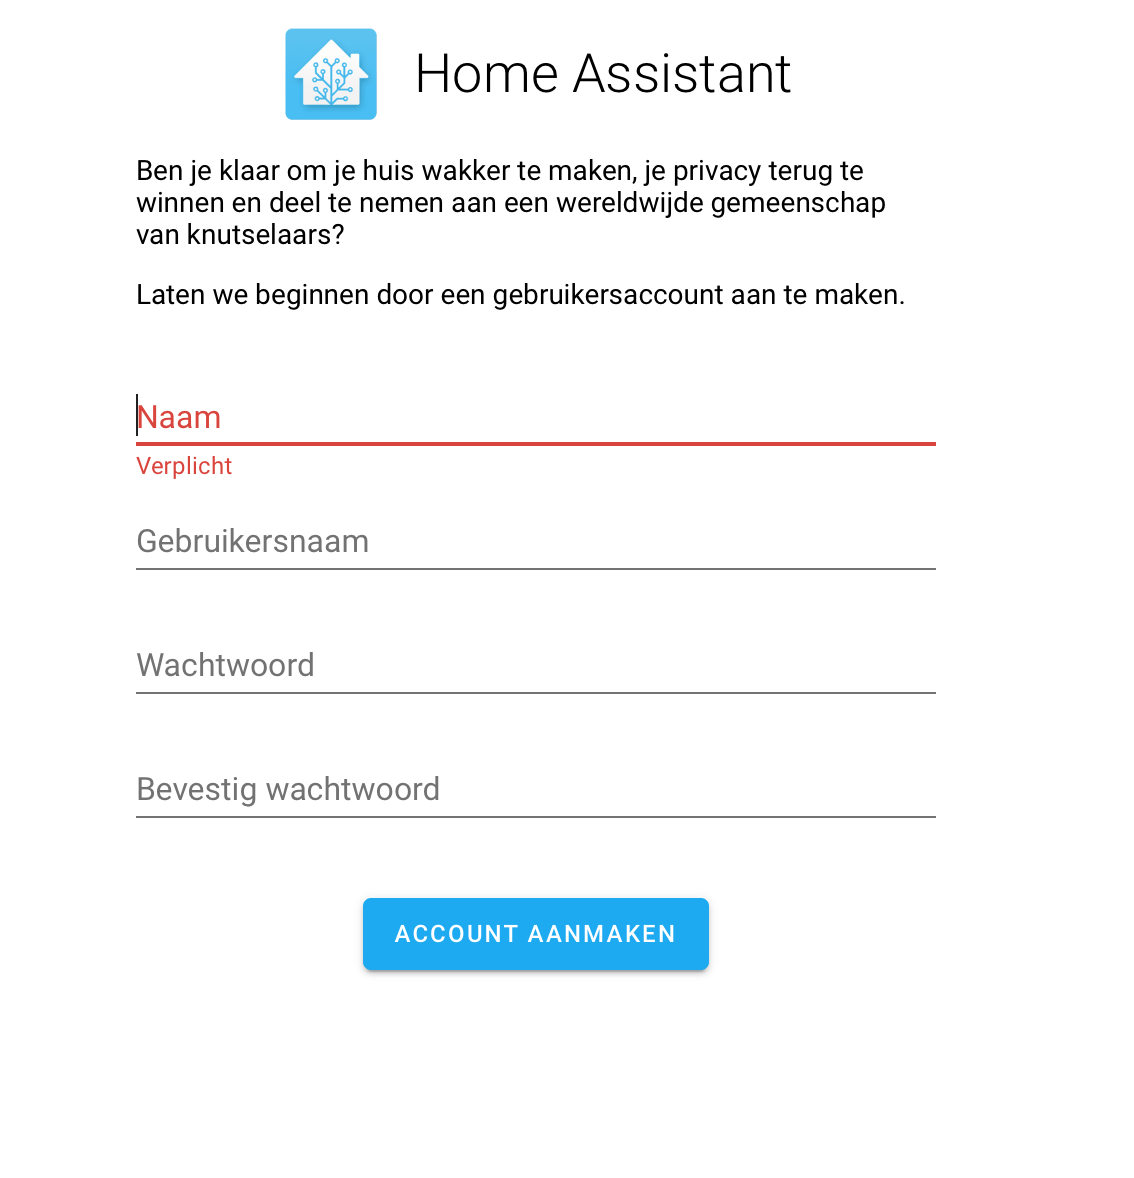 Home Assistant
Ben je klaar om je huis wakker te maken, je privacy terug te
winnen en deel te nemen aan een wereldwijde gemeenschap
van knutselaars?
Laten we beginnen door een gebruikersaccount aan te maken.
Naam
Verplicht
Gebruikersnaam
Wachtwoord
Bevestig wachtwoord
ACCOUNT AANMAKEN